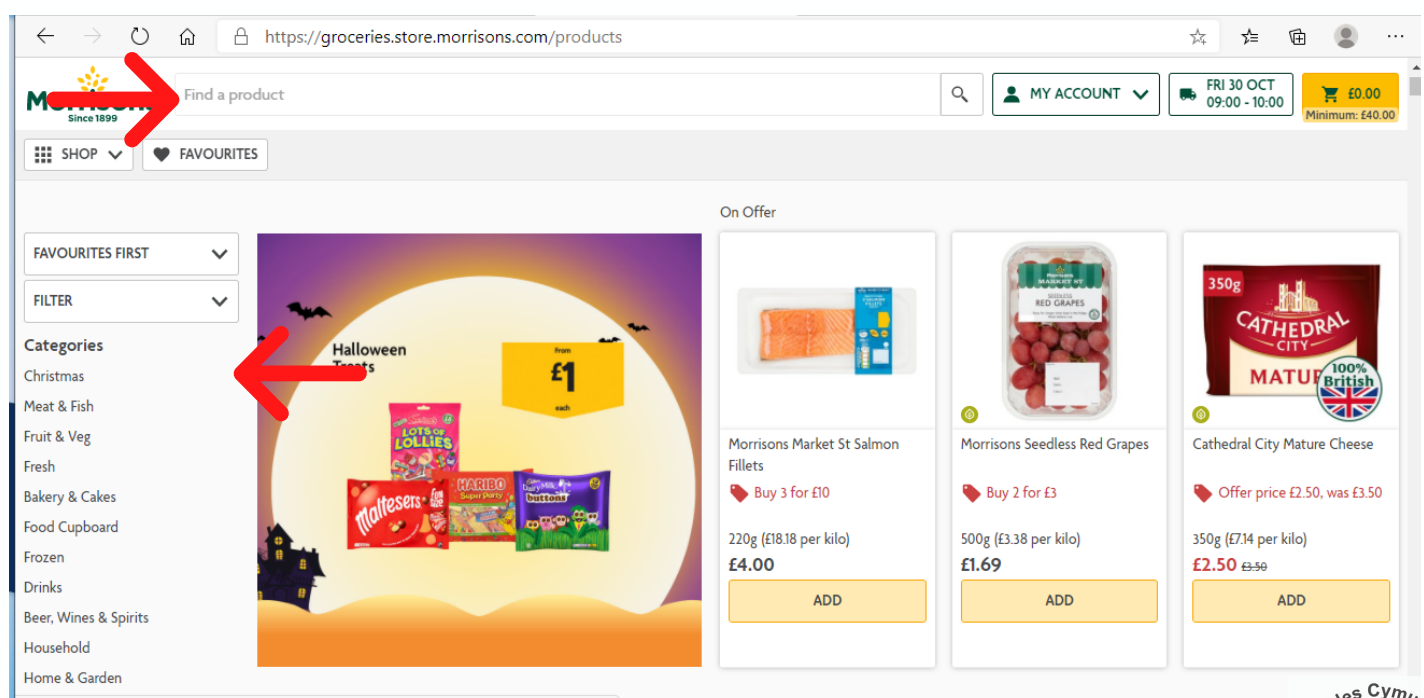 https://groceries.store.morrisons.com/products
Since 1899
Find a product
MY ACCOUNT
FRI 30 OCT
09:00 - 10:00
£0.00
Minimum: £40.00
SHOP
FAVOURITES
On Offer
FAVOURITES FIRST
FILTER
Categories
Christmas
Meat & Fish
Fruit & Veg
Fresh
Bakery & Cakes
Food Cupboard
Frozen
Drinks
Beer, Wines & Spirits
Household
Home & Garden
Halloween
Treats
From
£1
each
LOTS OF
LOLLIES
maltesers
FUN
SIZE
HARIBO
Super Party
Dairy Milk
buttons
Morrisons Market St Salmon
Fillets
Buy 3 for £10
220g (£18.18 per kilo)
£4.00
ADD
Morrisons
MARKET ST
SEEDLESS
RED GRAPES
Morrisons Seedless Red Grapes
Buy 2 for £3
500g (£3.38 per kilo)
£1.69
ADD
350g
CATHEDRAL
CITY
100%
British
Cathedral City Mature Cheese
Offer price £2.50, was £3.50
350g (£7.14 per kilo)
£2.50 £3.50
ADD